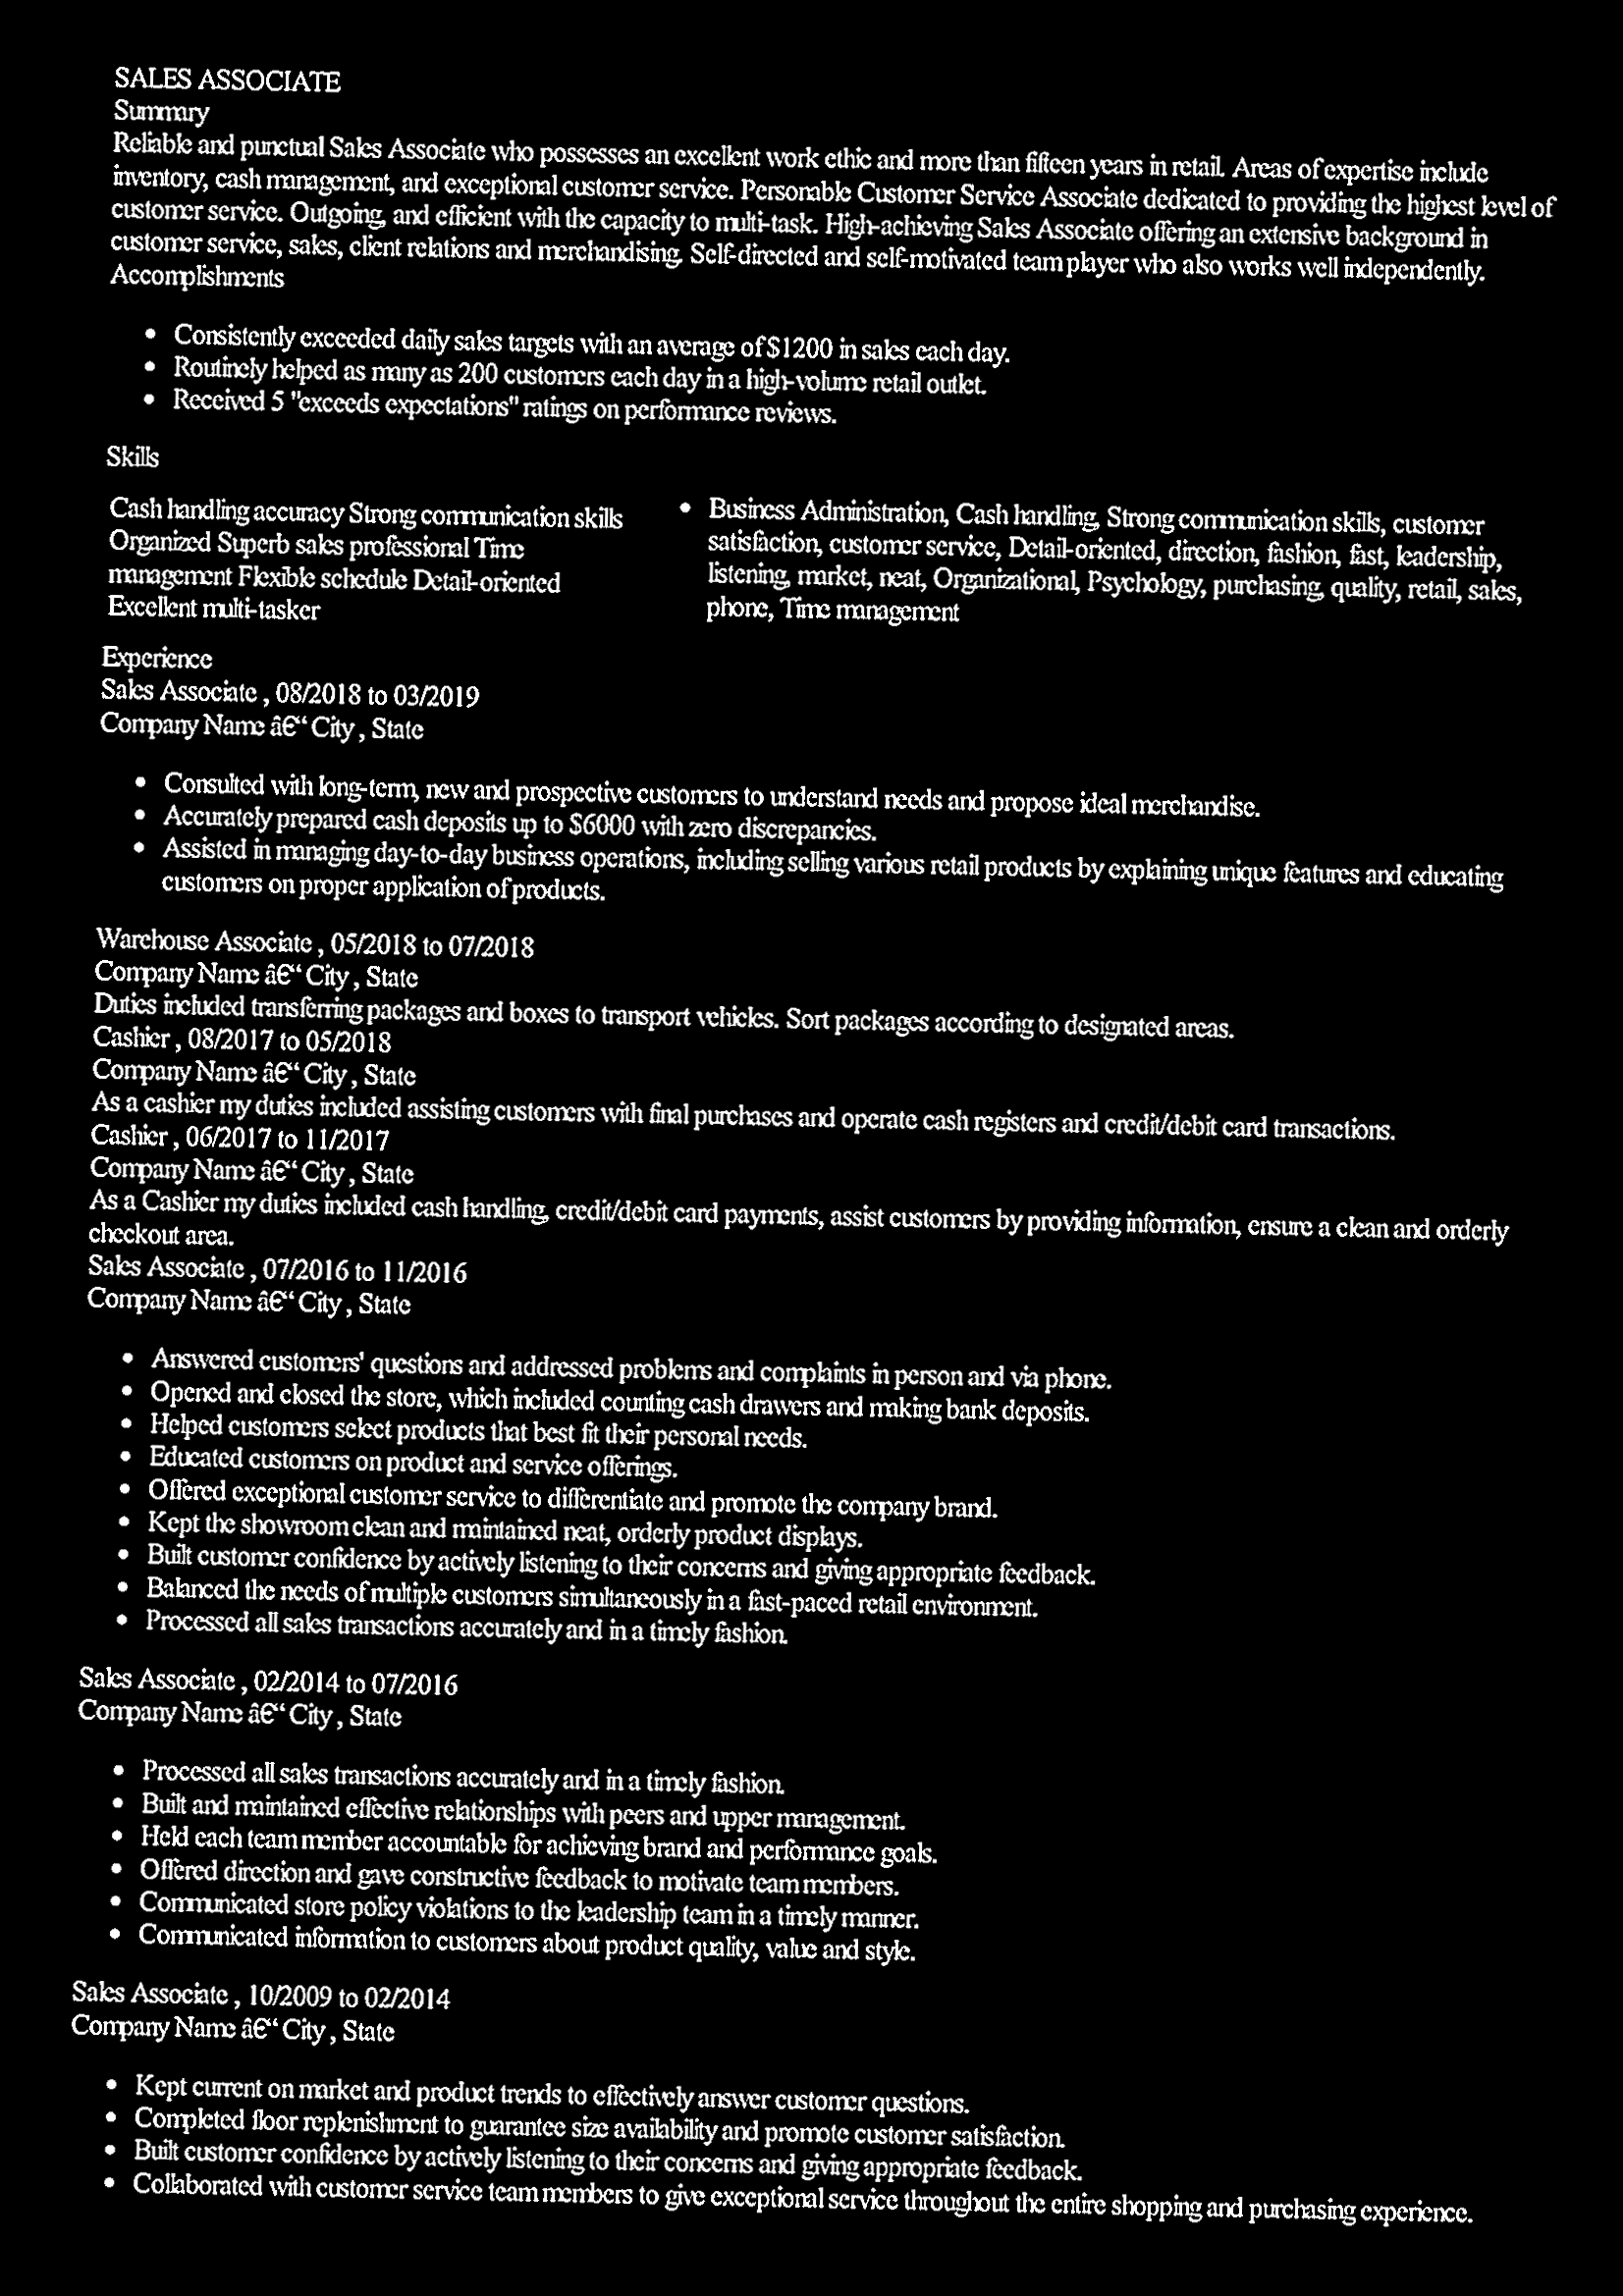 SALES ASSOCIATE
Summary
Reliable and punctual Sales Associate who possesses an excellent work ethic and more than fifteen years in retail. Areas of expertise include
inventory, cash management, and exceptional customer service. Personable Customer Service Associate dedicated to providing the highest level of
customer service. Outgoing, and efficient with the capacity to multi-task. High-achieving Sales Associate offering an extensive background in
customer service, sales, client relations and merchandising. Self-directed and self-motivated team player who also works well independently.
Accomplishments
• Consistently exceeded daily sales targets with an average of $1200 in sales each day.
• Routinely helped as many as 200 customers each day in a high-volume retail outlet.
• Received 5 "exceeds expectations" ratings on performance reviews.
Skills
Cash handling accuracy Strong communication skills
Organized Superb sales professional Time
management Flexible schedule Detail-oriented
Excellent multi-tasker
• Business Administration, Cash handling, Strong communication skills, customer
satisfaction, customer service, Detail-oriented, direction, fashion, fast, leadership,
listening, market, neat, Organizational, Psychology, purchasing, quality, retail, sales,
phone, Time management
Experience
Sales Associate , 08/2018 to 03/2019
Company Name â€“ City , State
• Consulted with long-term, new and prospective customers to understand needs and propose ideal merchandise.
• Accurately prepared cash deposits up to $6000 with zero discrepancies.
• Assisted in managing day-to-day business operations, including selling various retail products by explaining unique features and educating
customers on proper application of products.
Warehouse Associate , 05/2018 to 07/2018
Company Name â€“ City , State
Duties included transferring packages and boxes to transport vehicles. Sort packages according to designated areas.
Cashier , 08/2017 to 05/2018
Company Name â€“ City , State
As a cashier my duties included assisting customers with final purchases and operate cash registers and credit/debit card transactions.
Cashier , 06/2017 to 11/2017
Company Name â€“ City , State
As a Cashier my duties included cash handling, credit/debit card payments, assist customers by providing information, ensure a clean and orderly
checkout area.
Sales Associate , 07/2016 to 11/2016
Company Name â€“ City , State
• Answered customers' questions and addressed problems and complaints in person and via phone.
• Opened and closed the store, which included counting cash drawers and making bank deposits.
• Helped customers select products that best fit their personal needs.
• Educated customers on product and service offerings.
• Offered exceptional customer service to differentiate and promote the company brand.
• Kept the showroom clean and maintained neat, orderly product displays.
• Built customer confidence by actively listening to their concerns and giving appropriate feedback.
• Balanced the needs of multiple customers simultaneously in a fast-paced retail environment.
• Processed all sales transactions accurately and in a timely fashion.
Sales Associate , 02/2014 to 07/2016
Company Name â€“ City , State
• Processed all sales transactions accurately and in a timely fashion.
• Built and maintained effective relationships with peers and upper management.
• Held each team member accountable for achieving brand and performance goals.
• Offered direction and gave constructive feedback to motivate team members.
• Communicated store policy violations to the leadership team in a timely manner.
• Communicated information to customers about product quality, value and style.
Sales Associate , 10/2009 to 02/2014
Company Name â€“ City , State
• Kept current on market and product trends to effectively answer customer questions.
• Completed floor replenishment to guarantee size availability and promote customer satisfaction.
• Built customer confidence by actively listening to their concerns and giving appropriate feedback.
• Collaborated with customer service team members to give exceptional service throughout the entire shopping and purchasing experience.